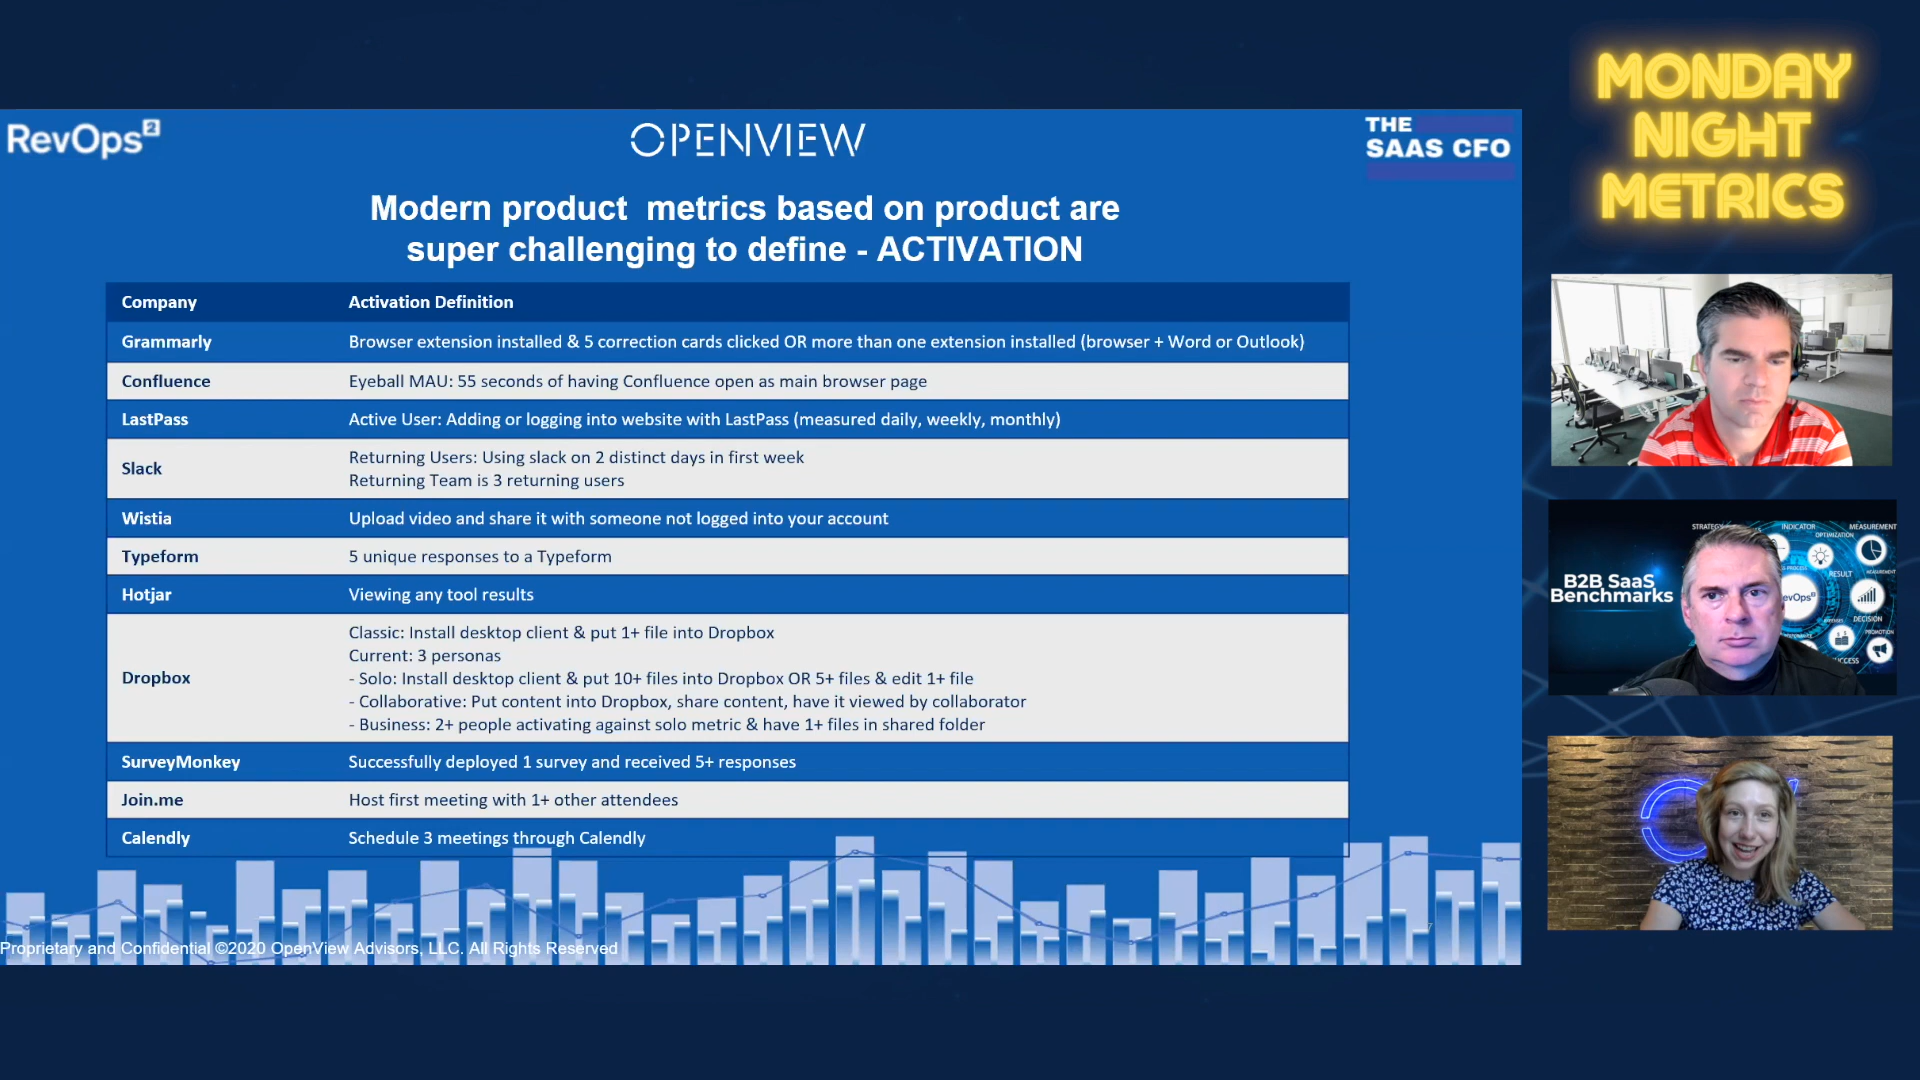 RevOps²
OPENVIEW
THE
SAAS CFO
Modern product  metrics based on product are
super challenging to define - ACTIVATION
Company Activation Definition
Grammarly Browser extension installed & 5 correction cards clicked OR more than one extension installed (browser + Word or Outlook)
Confluence Eyeball MAU: 55 seconds of having Confluence open as main browser page
LastPass Active User: Adding or logging into website with LastPass (measured daily, weekly, monthly)
Slack
Returning Users: Using slack on 2 distinct days in first week
Returning Team is 3 returning users
Wistia Upload video and share it with someone not logged into your account
Typeform 5 unique responses to a Typeform
Hotjar Viewing any tool results
Dropbox
Classic: Install desktop client & put 1+ file into Dropbox
Current: 3 personas
- Solo: Install desktop client & put 10+ files into Dropbox OR 5+ files & edit 1+ file
- Collaborative: Put content into Dropbox, share content, have it viewed by collaborator
- Business: 2+ people activating against solo metric & have 1+ files in shared folder
SurveyMonkey Successfully deployed 1 survey and received 5+ responses
Join.me Host first meeting with 1+ other attendees
Calendly Schedule 3 meetings through Calendly
7
Proprietary and Confidential ©2020 OpenView Advisors, LLC. All Rights Reserved
MONDAY
NIGHT
METRICS
INDICATOR
MEASUREMENT
OPTIMIZATION
RESULT
B2B SaaS
Benchmarks
evOps²
DECISION
PROMOTION